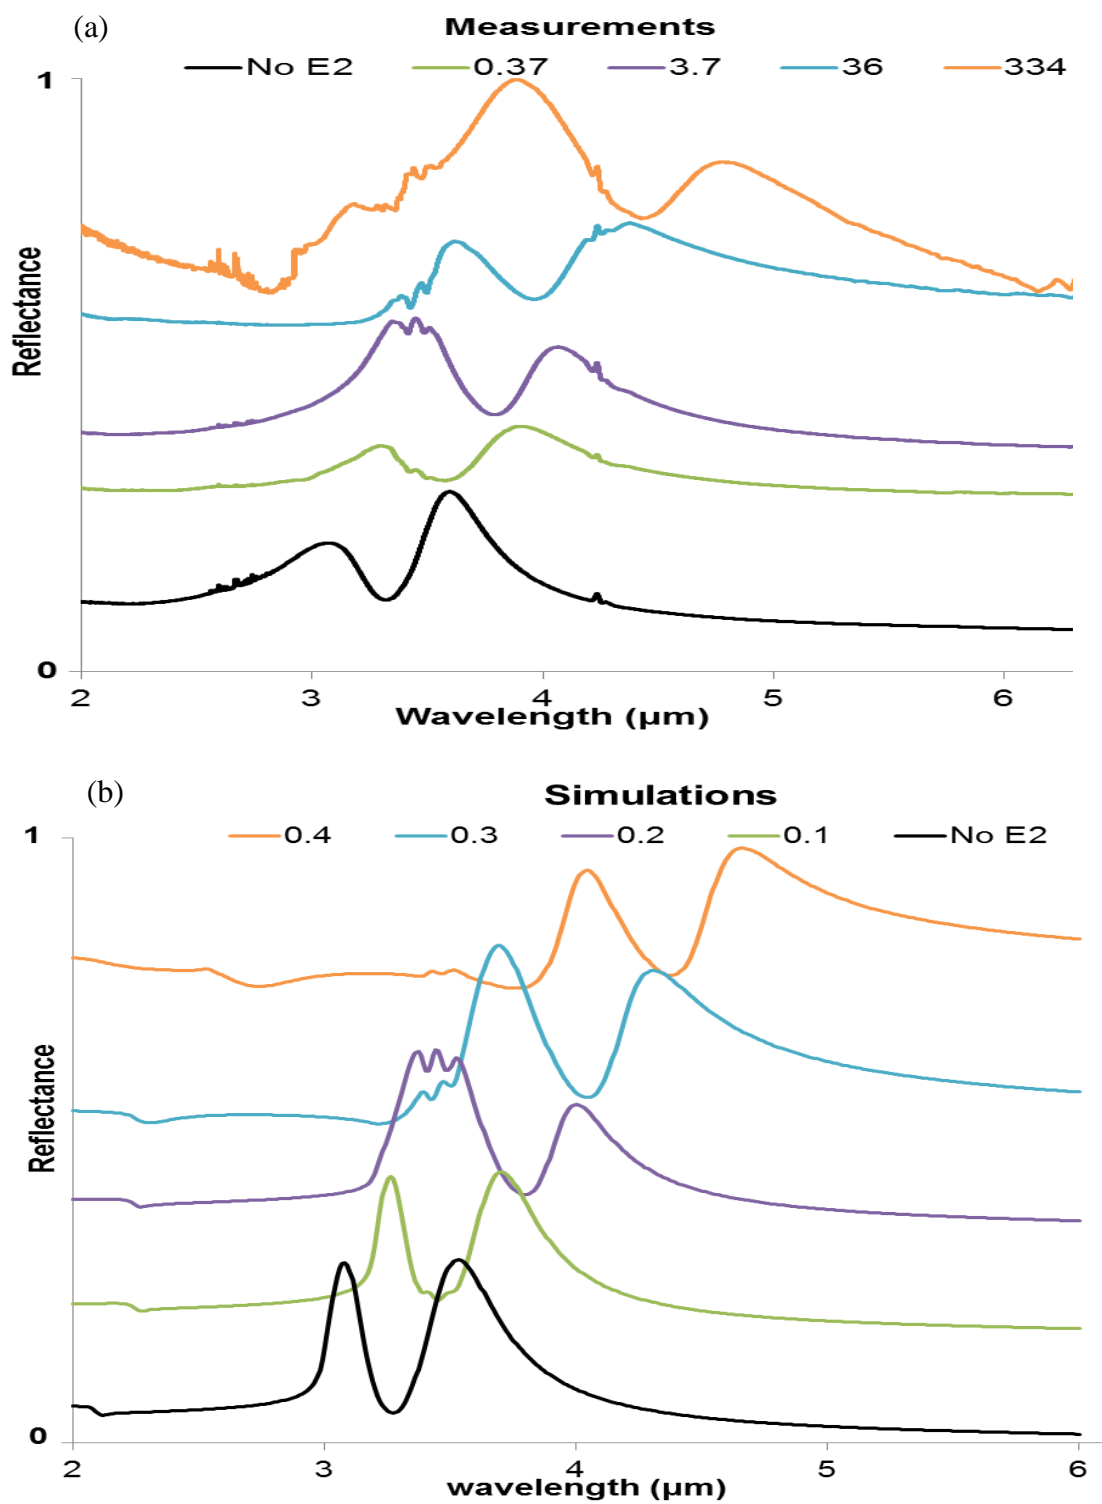 (a)
Measurements
No E2 0.37 3.7 36 334
1
Reflectance
0
2 3 4 5 6
Wavelength (μm)
(b)
Simulations
1
0.4 0.3 0.2 0.1 No E2
Reflectance
0
2 3 4 5 6
wavelength (μm)